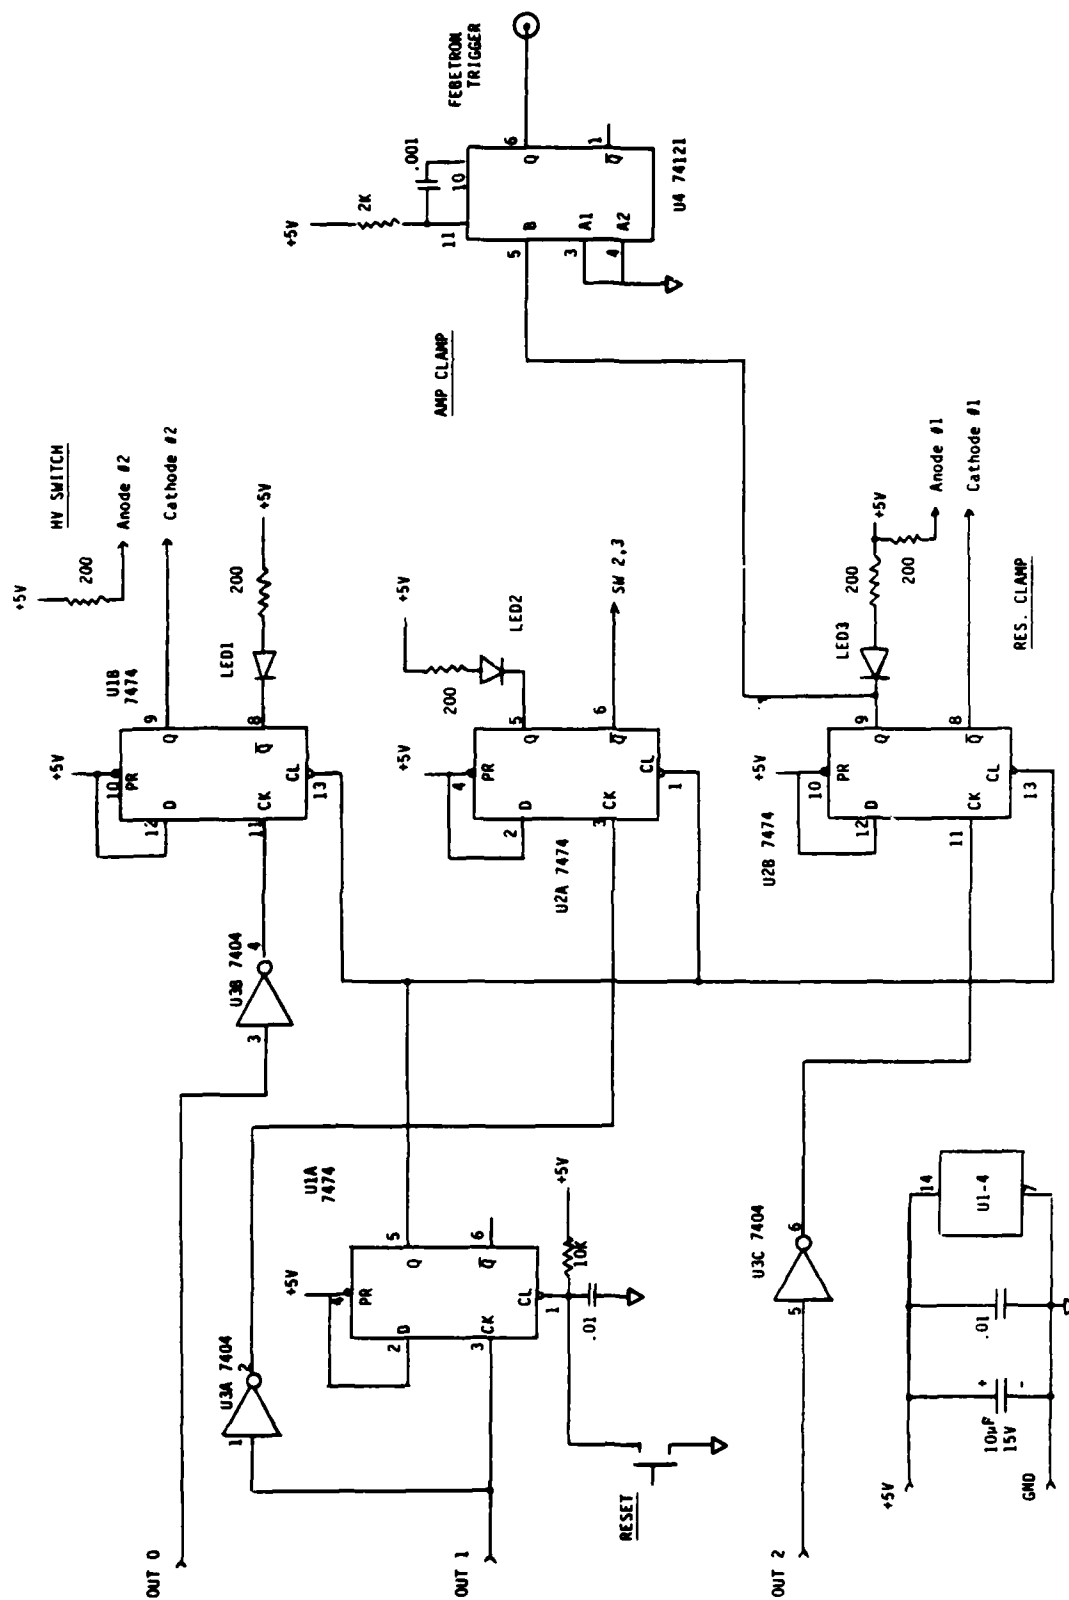 OUT 0
U3B 7404
3
4
+5V
10
PR
12
D
11
CK
CL
13
U1B
7474
9
Q
8
Q̅
LED1
200
+5V
+5V
200
HV SWITCH
Anode #2
Cathode #2
OUT 1
U3A 7404
1
2
U1A
7474
+5V
4
PR
2
D
3
CK
CL
1
5
Q
6
Q̅
+5V
10K
.01
RESET
+5V
4
PR
2
D
3
CK
CL
1
U2A 7474
5
Q
6
Q̅
200
+5V
LED2
SW 2,3
AMP CLAMP
+5V
2K
.001
11
10
5
B
3
A1
4
A2
6
Q
1
Q̅
U4 74121
FEBETRON
TRIGGER
OUT 2
U3C 7404
5
6
+5V
10
PR
12
D
11
CK
CL
13
U2B 7474
9
Q
8
Q̅
LED3
200
+5V
200
Anode #1
Cathode #1
RES. CLAMP
+5V
GND
10µF
15V
+
-
.01
14
U1-4
7